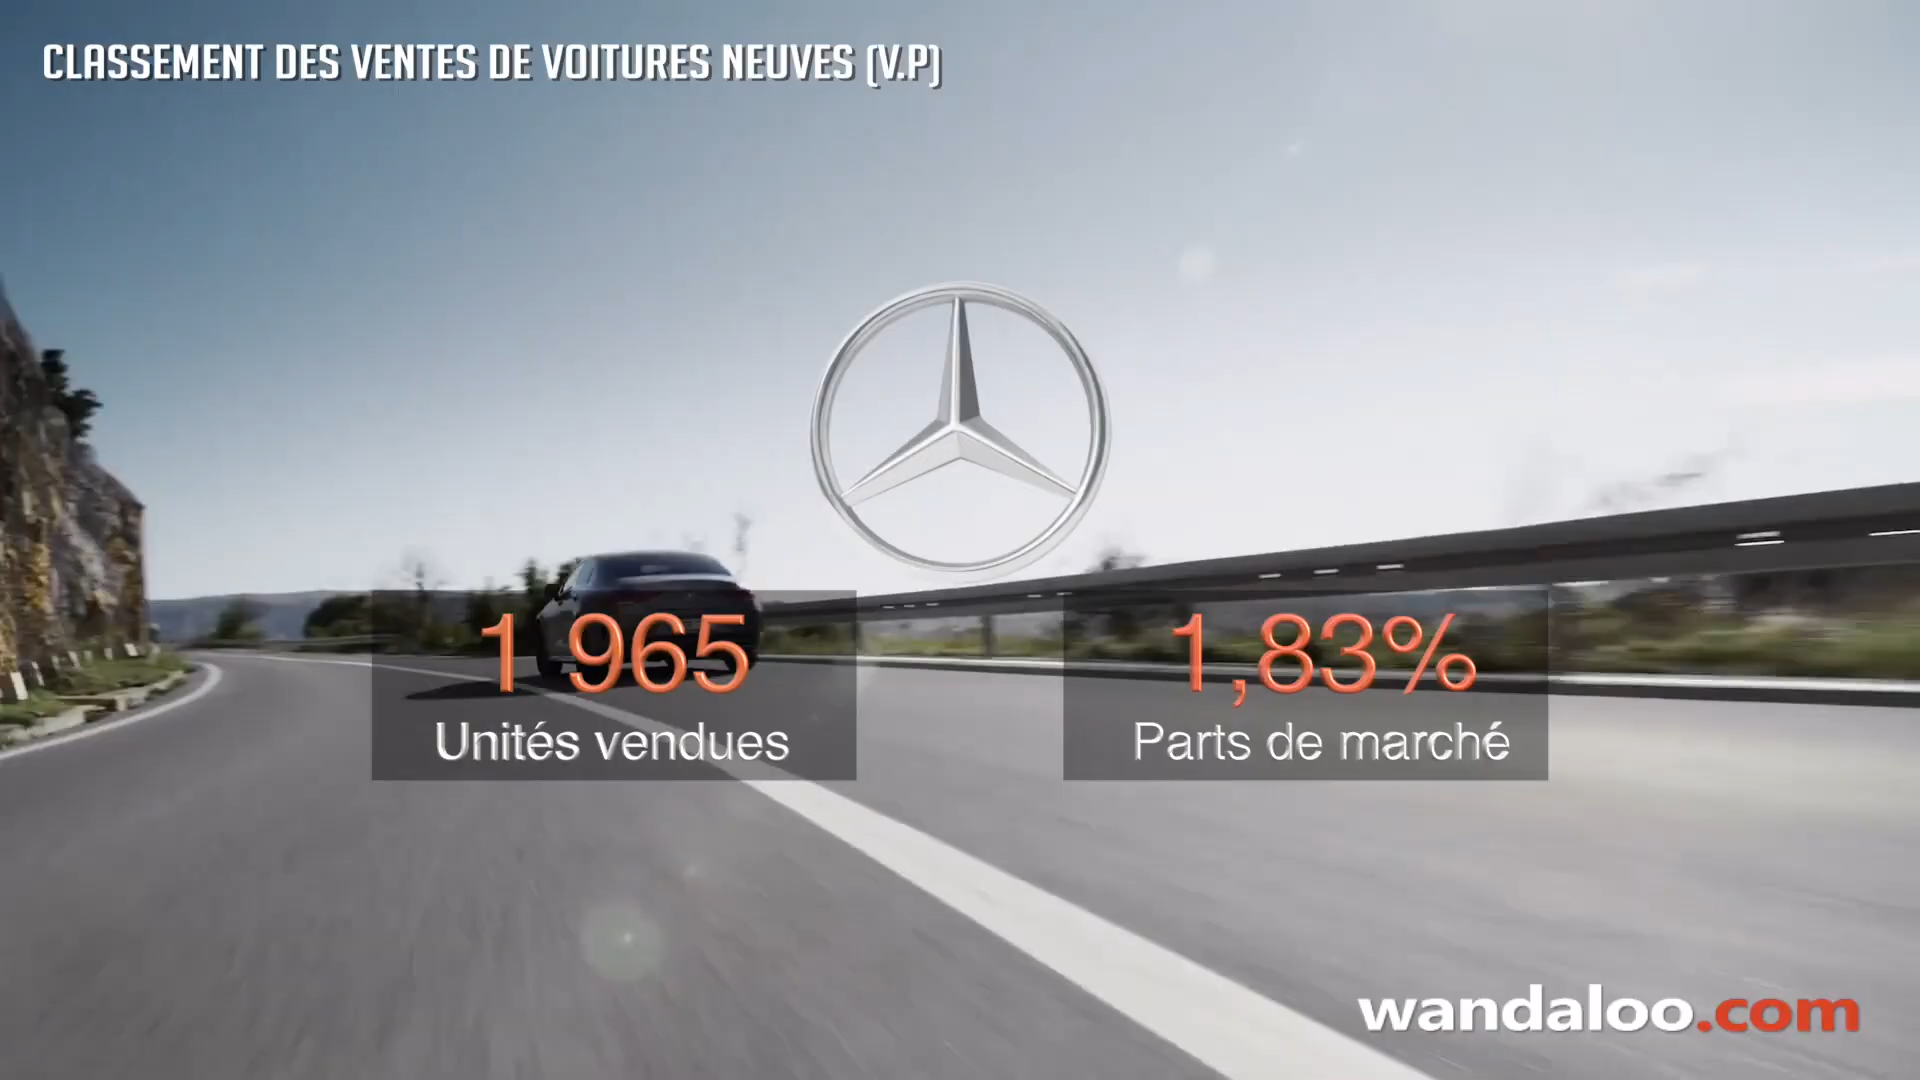 CLASSEMENT DES VENTES DE VOITURES NEUVES (V.P)
1 965
Unités vendues
1,83%
Parts de marché
wandaloo.com